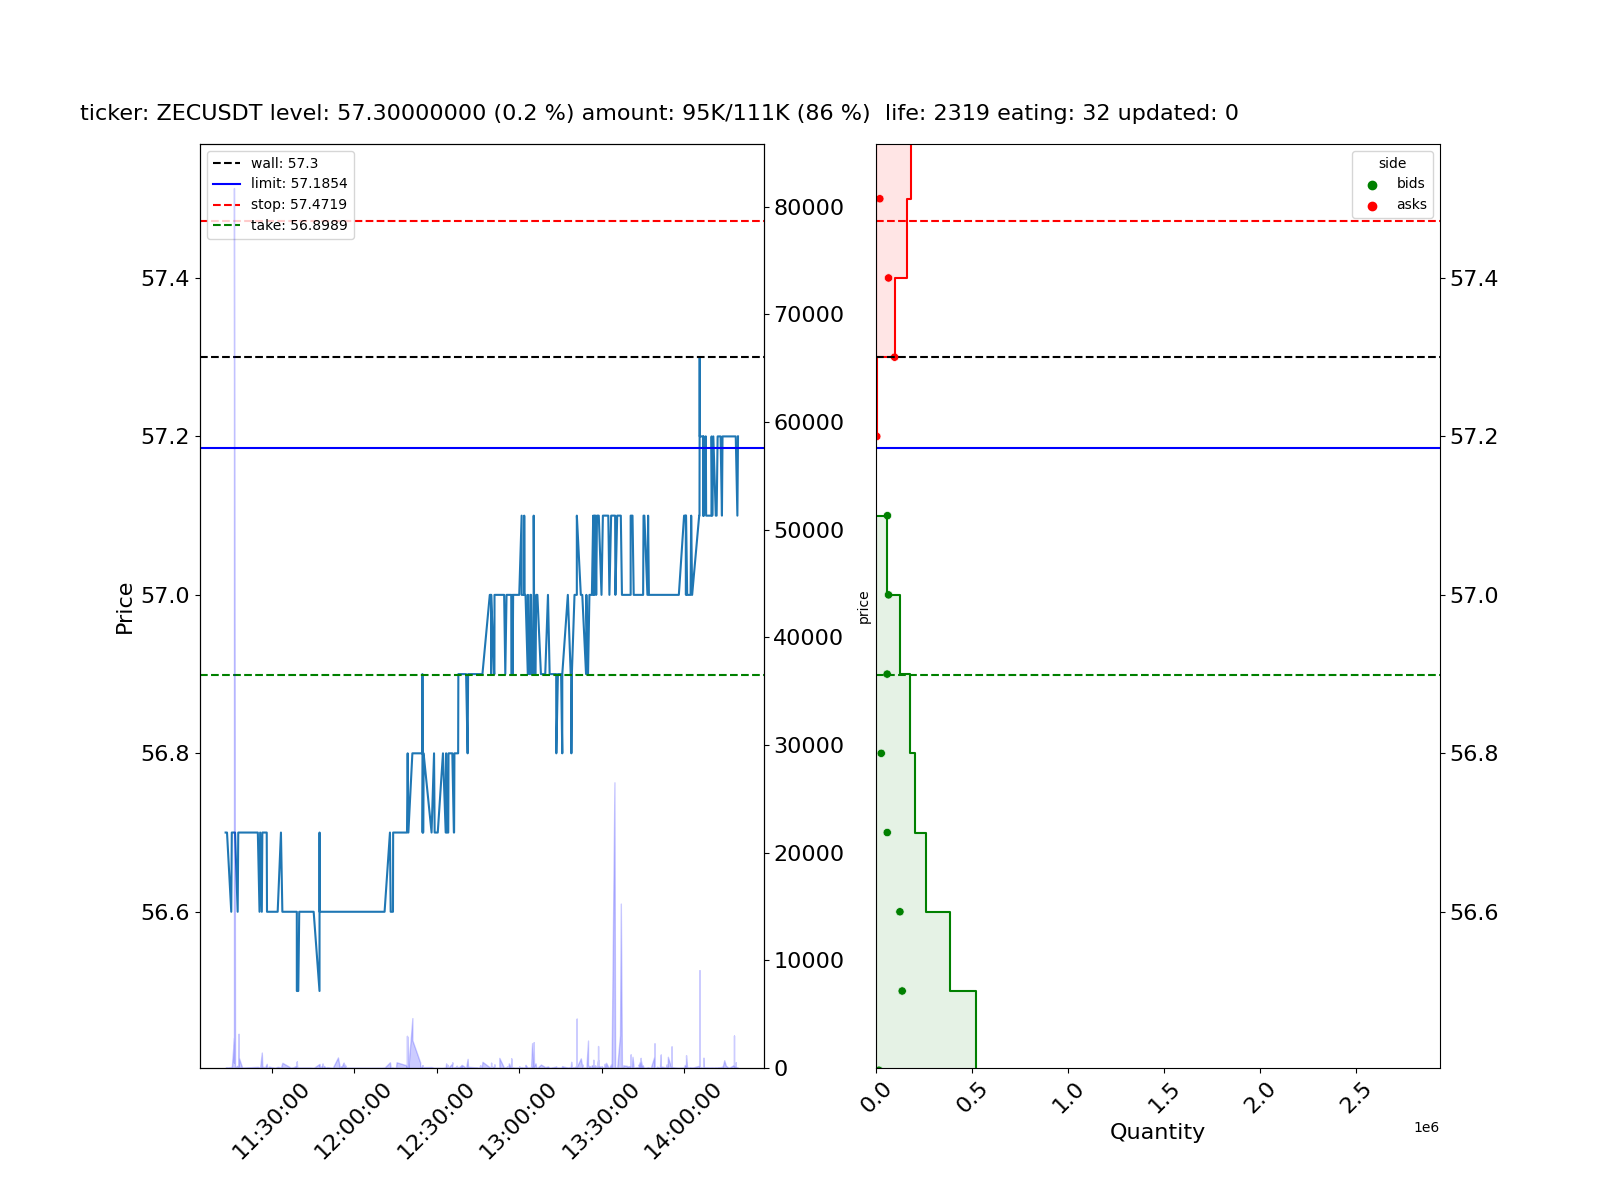 ticker: ZECUSDT level: 57.30000000 (0.2 %) amount: 95K/111K (86 %)  life: 2319 eating: 32 updated: 0
wall: 57.3
limit: 57.1854
stop: 57.4719
take: 56.8989
Price
57.4
57.2
57.0
56.8
56.6
80000
70000
60000
50000
40000
30000
20000
10000
0
11:30:00
12:00:00
12:30:00
13:00:00
13:30:00
14:00:00
side
bids
asks
price
57.4
57.2
57.0
56.8
56.6
0.0
0.5
1.0
1.5
2.0
2.5
1e6
Quantity